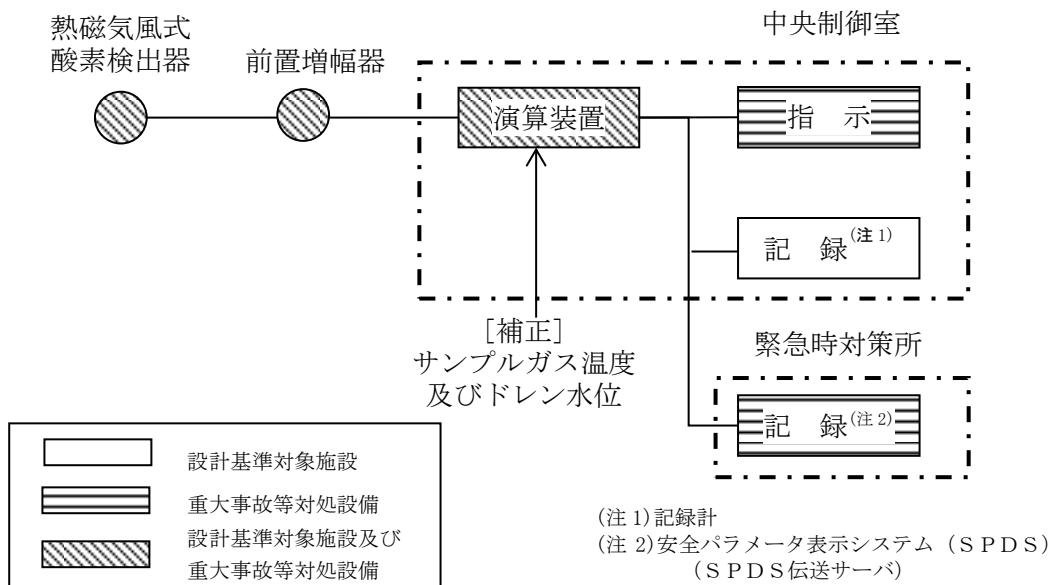 中央制御室
熱磁気風式
酸素検出器
前置増幅器
演算装置
指 示
記 録(注 1)
[補正]
サンプルガス温度
及びドレン水位
緊急時対策所
記 録(注 2)
設計基準対象施設
重大事故等対処設備
設計基準対象施設及び
重大事故等対処設備
(注 1)記録計
(注 2)安全パラメータ表示システム（ＳＰＤＳ）
（ＳＰＤＳ伝送サーバ）